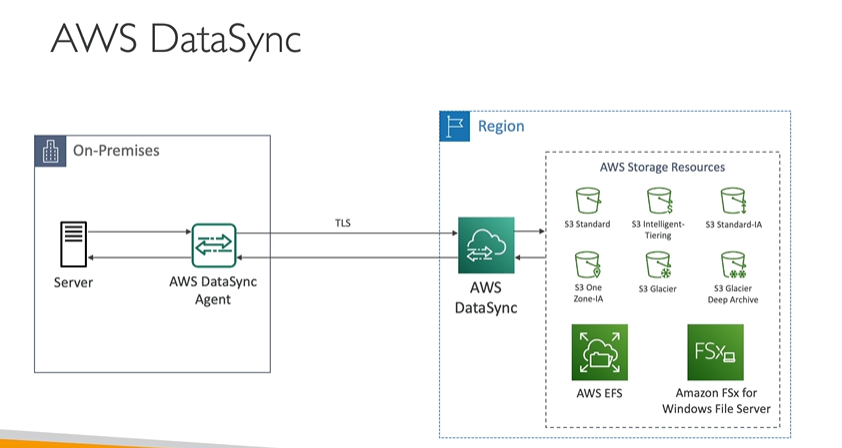 AWS DataSync
On-Premises
Server
AWS DataSync
Agent
TLS
Region
AWS
DataSync
AWS Storage Resources
S3 Standard
S3 Intelligent-
Tiering
S3 Standard-IA
S3 One
Zone-IA
S3 Glacier
S3 Glacier
Deep Archive
AWS EFS
FSx
Amazon FSx for
Windows File Server